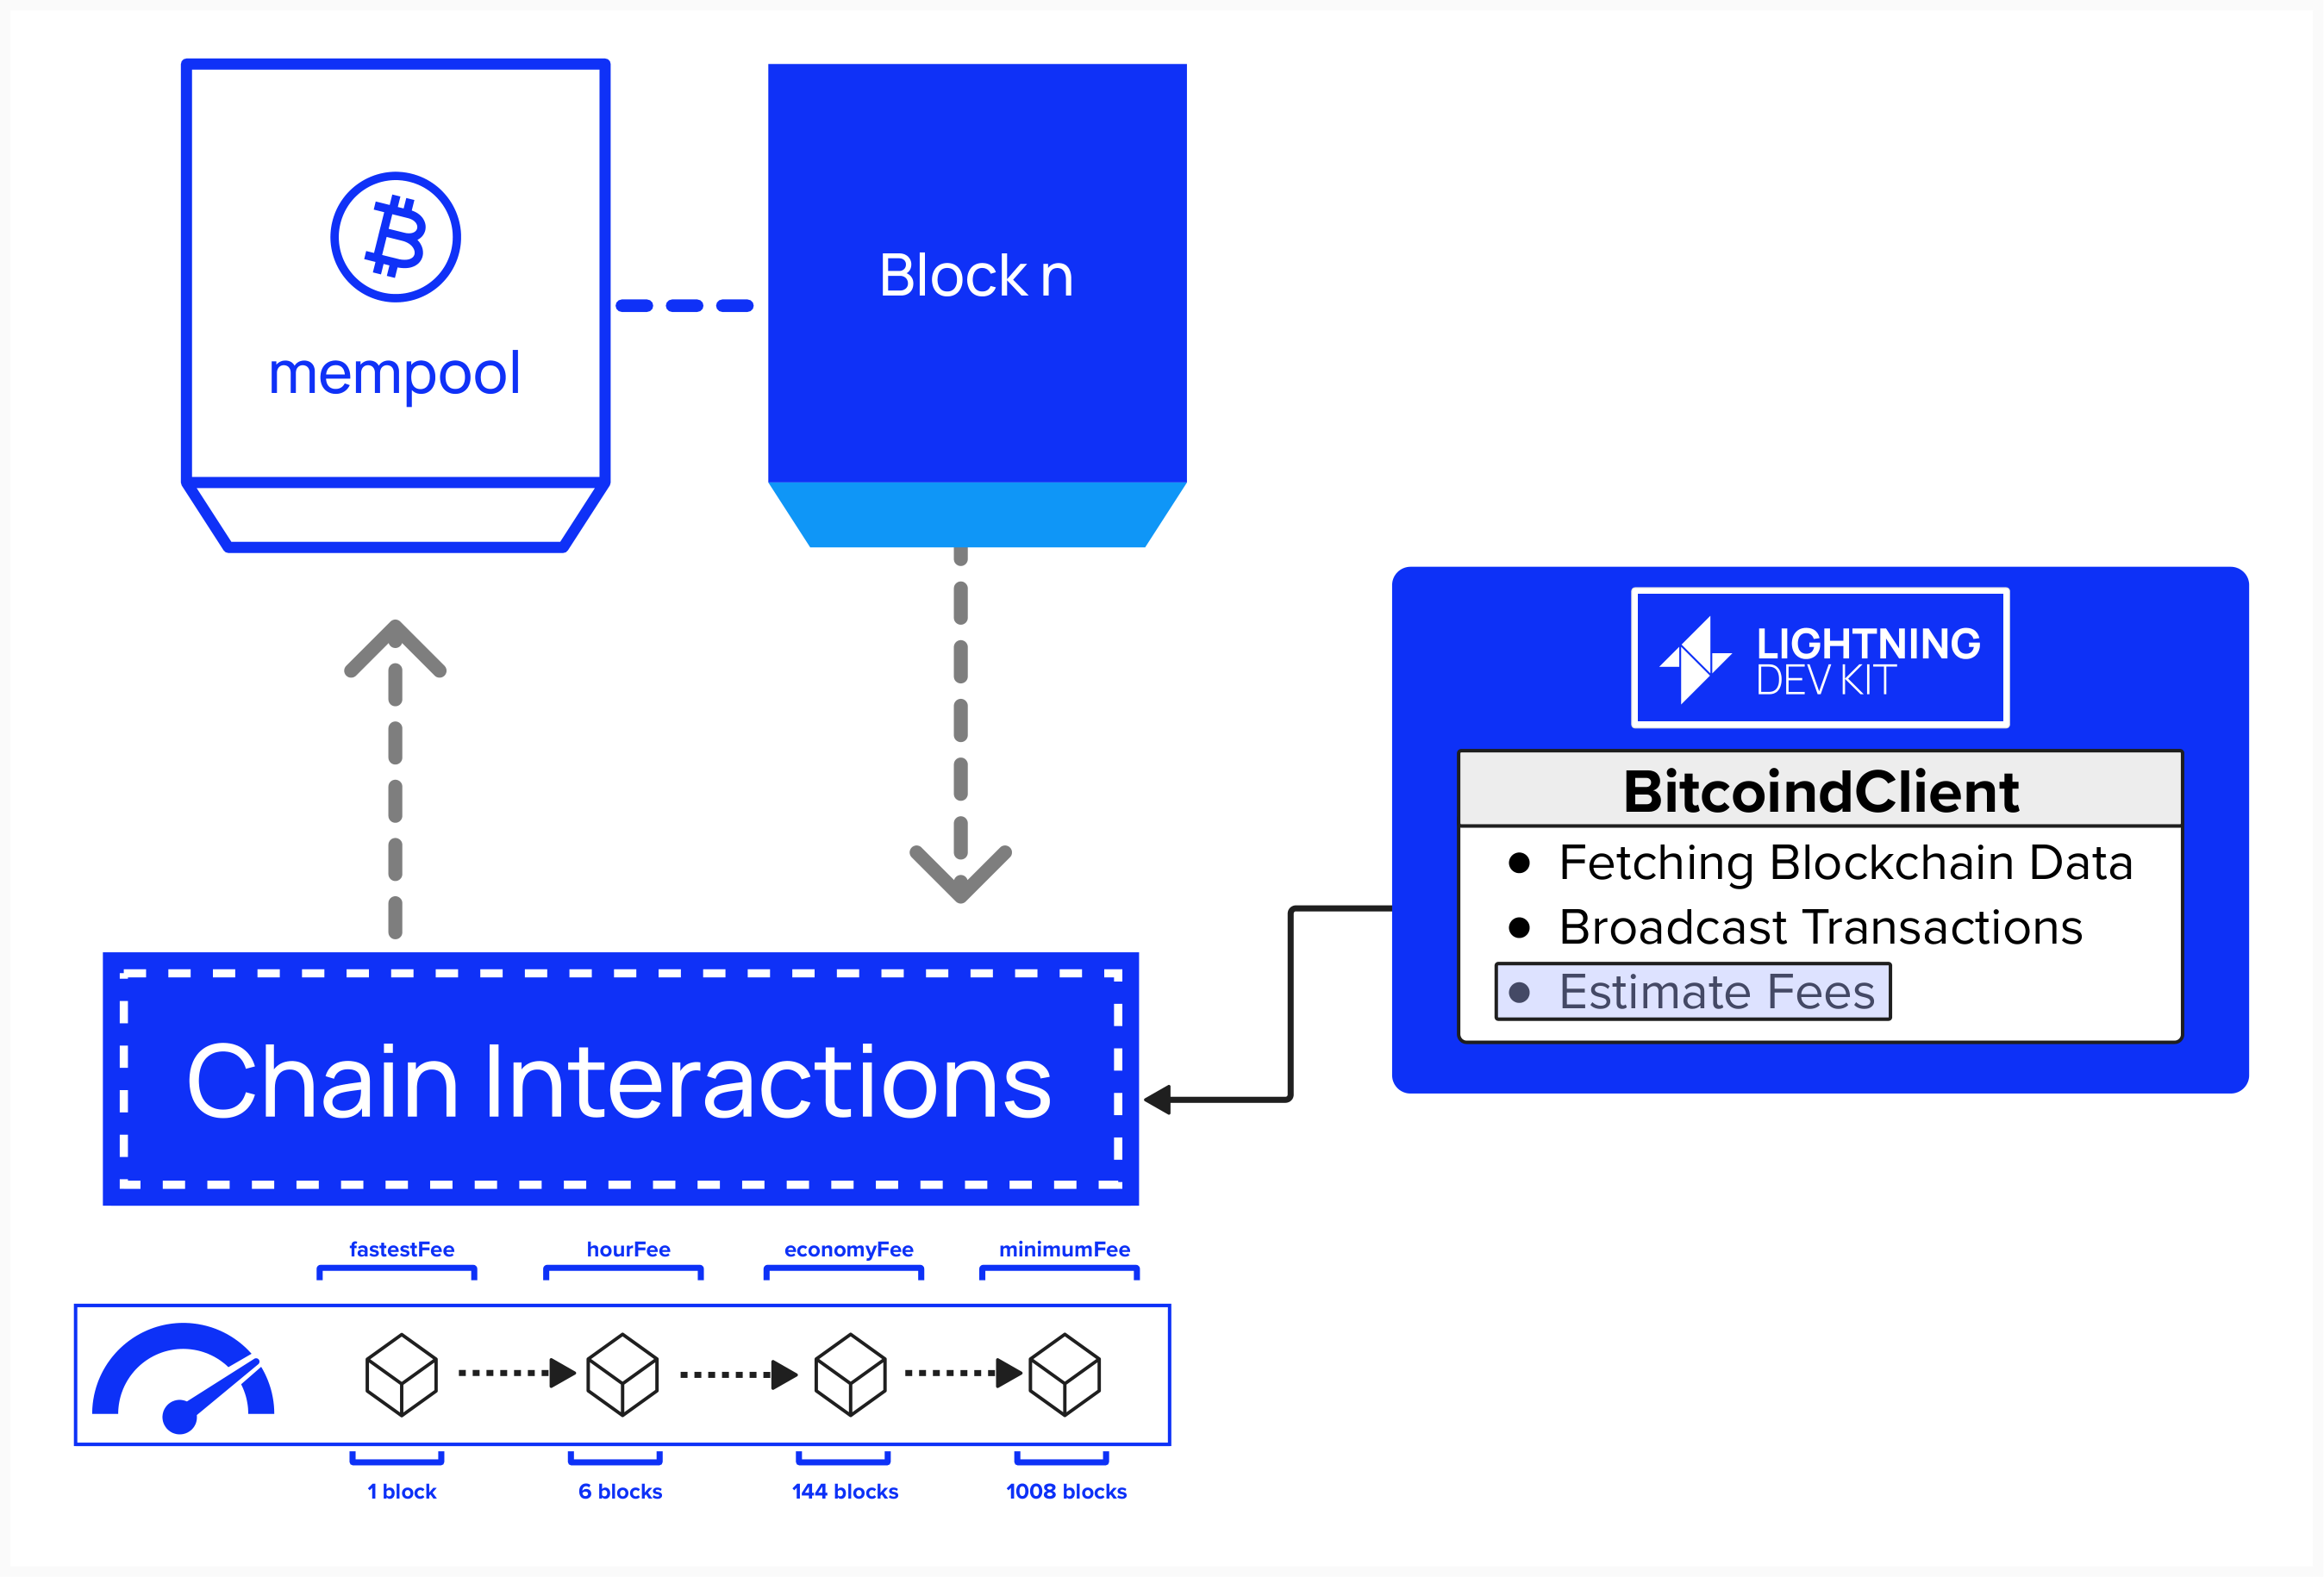 mempool
Block n
LIGHTNING
DEV KIT
BitcoindClient
Fetching Blockchain Data
Broadcast Transactions
Estimate Fees
Chain Interactions
fastestFee
hourFee
economyFee
minimumFee
1 block
6 blocks
144 blocks
1008 blocks